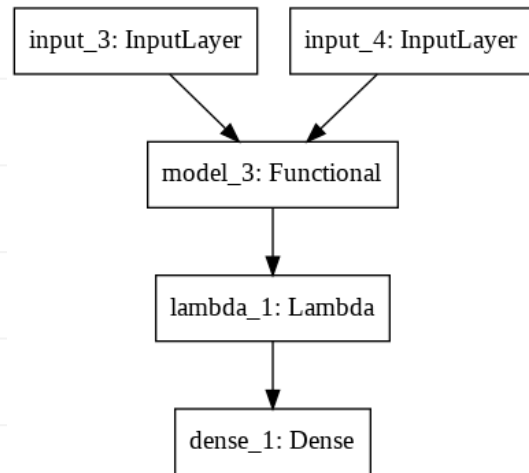 input_3: InputLayer
input_4: InputLayer
model_3: Functional
lambda_1: Lambda
dense_1: Dense